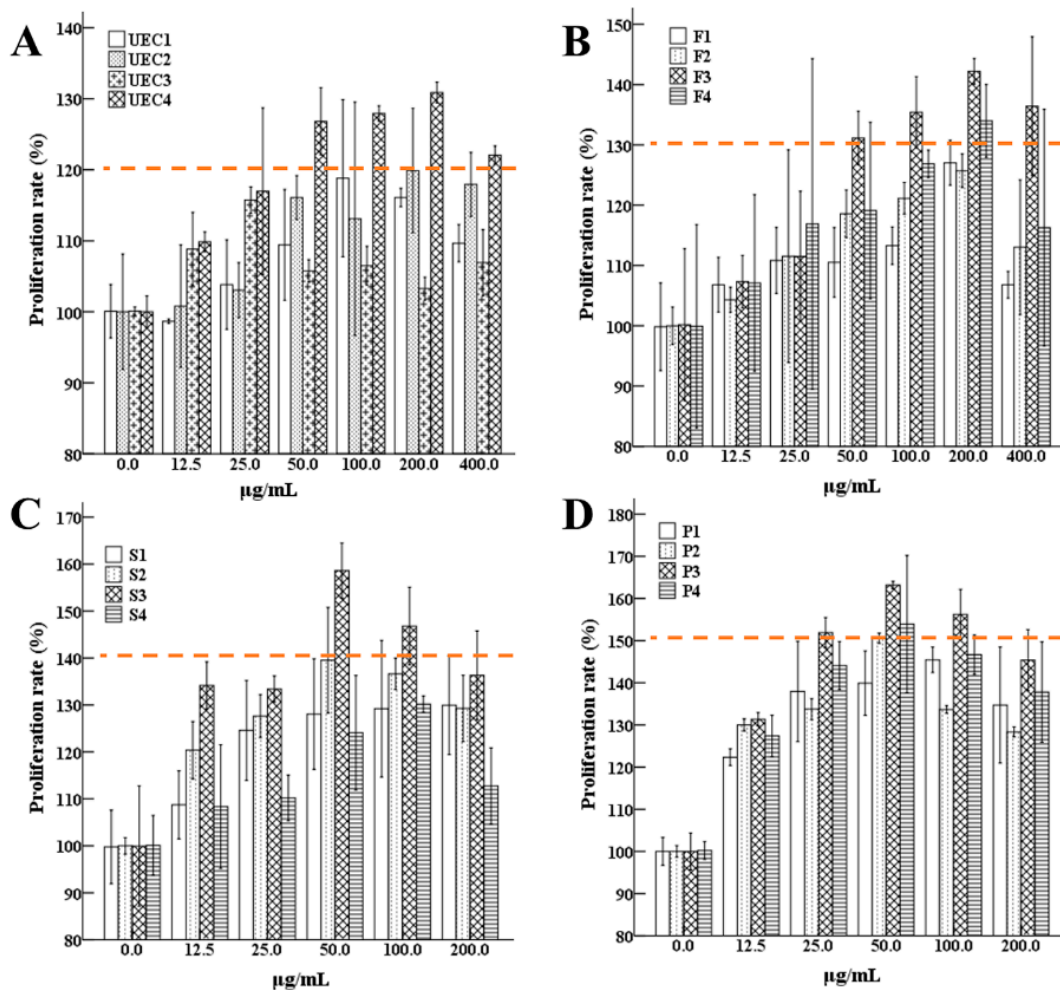 A
Proliferation rate (%)
140
130
120
110
100
90
80
UEC1
UEC2
UEC3
UEC4
0.0 12.5 25.0 50.0 100.0 200.0 400.0
µg/mL
B
Proliferation rate (%)
150
140
130
120
110
100
90
80
F1
F2
F3
F4
0.0 12.5 25.0 50.0 100.0 200.0 400.0
µg/mL
C
Proliferation rate (%)
170
160
150
140
130
120
110
100
90
80
S1
S2
S3
S4
0.0 12.5 25.0 50.0 100.0 200.0
µg/mL
D
Proliferation rate (%)
180
170
160
150
140
130
120
110
100
90
80
P1
P2
P3
P4
0.0 12.5 25.0 50.0 100.0 200.0
µg/mL